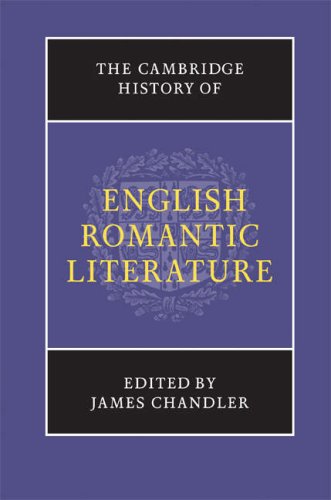 THE CAMBRIDGE
HISTORY OF
ENGLISH
ROMANTIC
LITERATURE
EDITED BY
JAMES CHANDLER